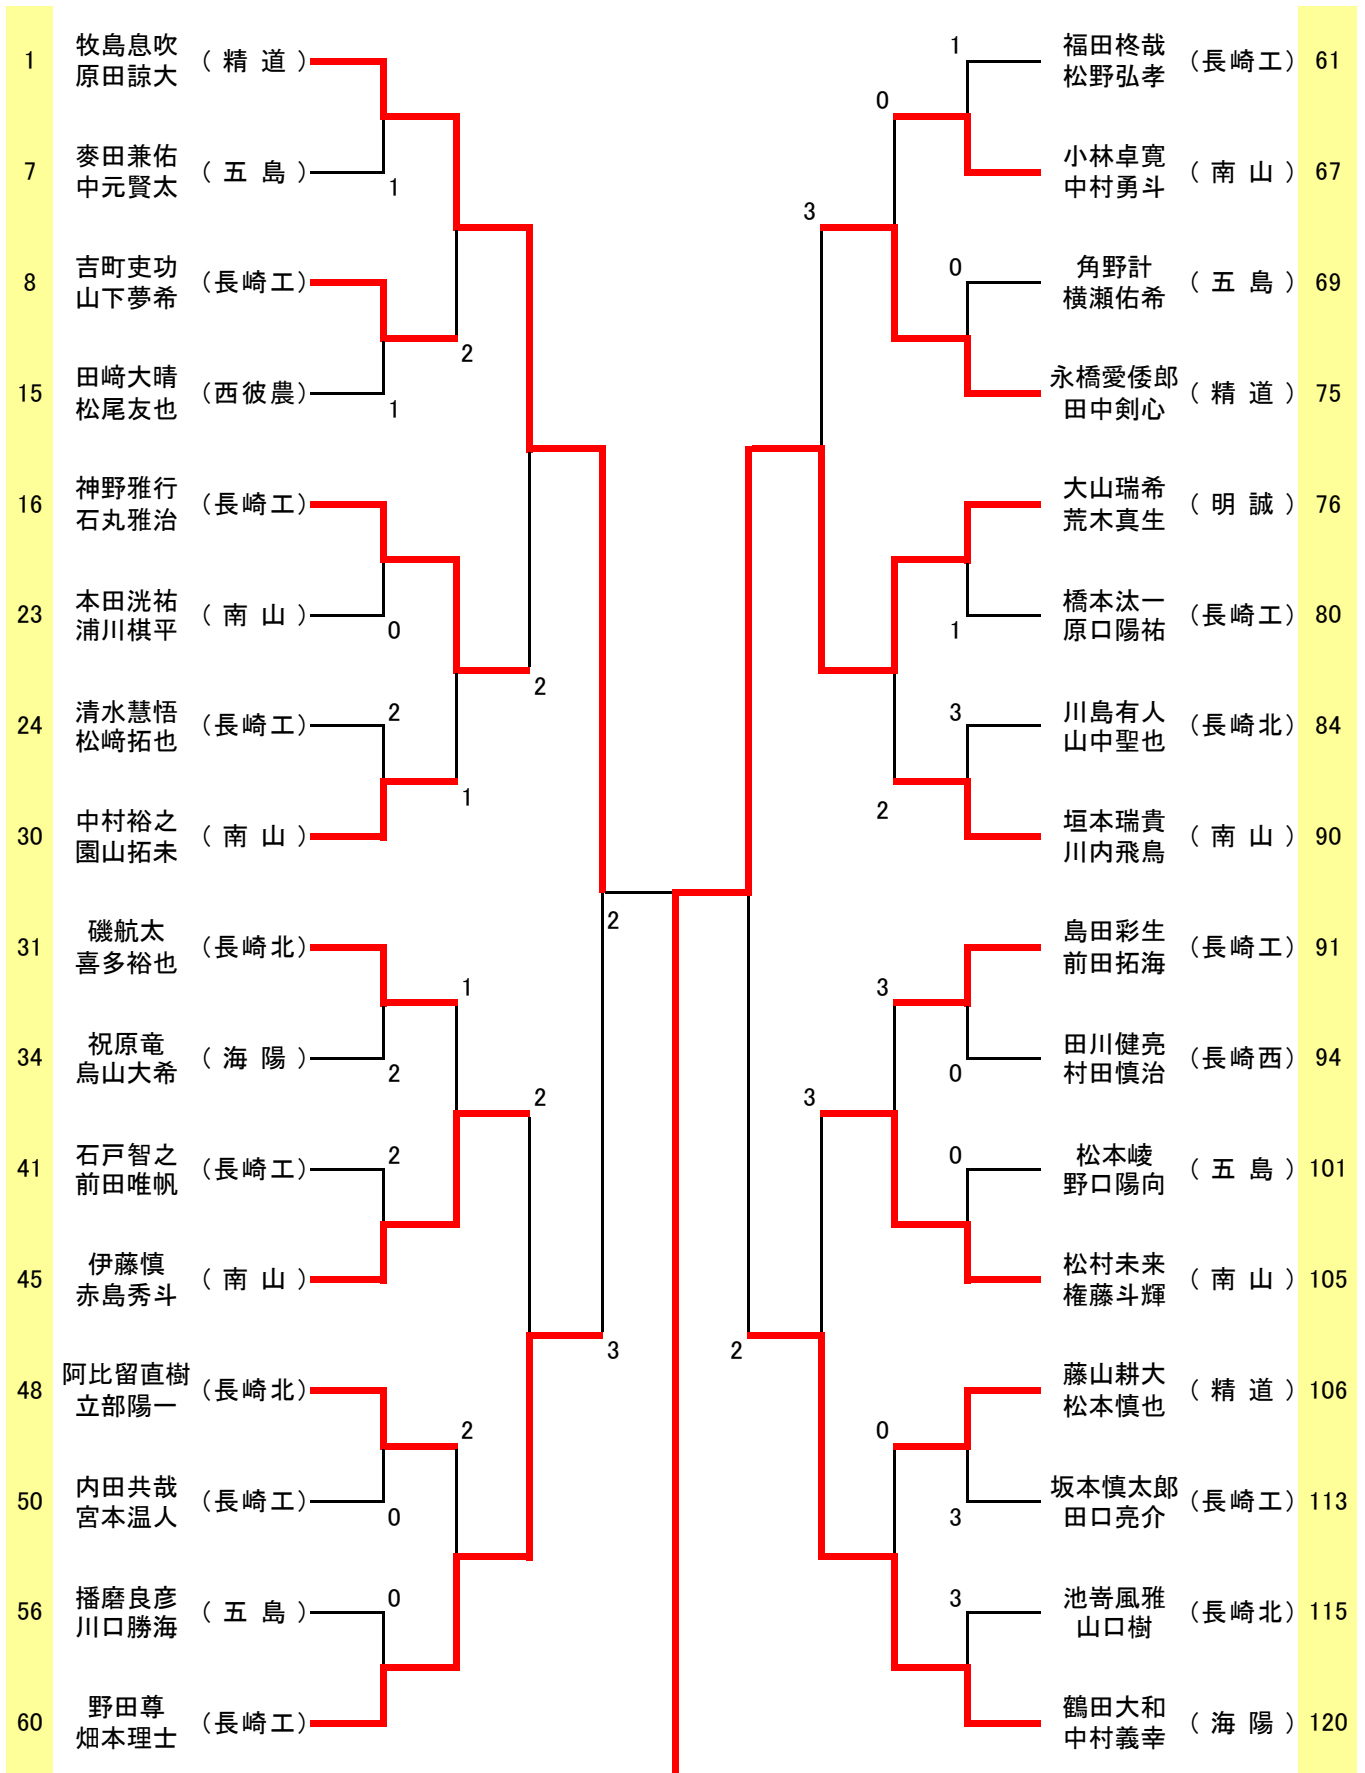 1 牧島息吹 原田諒大 （ 精 道 ）
1
7 麥田兼佑 中元賢太 （ 五 島 ）
8 吉町吏功 山下夢希 （長崎工）
2
15 田﨑大晴 松尾友也 （西彼農）
1
16 神野雅行 石丸雅治 （長崎工）
23 本田洸祐 浦川棋平 （ 南 山 ）
0
2
24 清水慧悟 松﨑拓也 （長崎工）
2
1
30 中村裕之 園山拓未 （ 南 山 ）
2
31 磯航太 喜多裕也 （長崎北）
1
34 祝原竜 烏山大希 （ 海 陽 ）
2
2
41 石戸智之 前田唯帆 （長崎工）
2
45 伊藤慎 赤島秀斗 （ 南 山 ）
3
48 阿比留直樹 立部陽一 （長崎北）
2
50 内田共哉 宮本温人 （長崎工）
0
56 播磨良彦 川口勝海 （ 五 島 ）
0
60 野田尊 畑本理士 （長崎工）
1
福田柊哉 松野弘孝 （長崎工） 61
0
小林卓寛 中村勇斗 （ 南 山 ） 67
3
0
角野計 横瀬佑希 （ 五 島 ） 69
永橋愛倭郎 田中剣心 （ 精 道 ） 75
大山瑞希 荒木真生 （ 明 誠 ） 76
橋本汰一 原口陽祐 （長崎工） 80
1
3
川島有人 山中聖也 （長崎北） 84
2
垣本瑞貴 川内飛鳥 （ 南 山 ） 90
島田彩生 前田拓海 （長崎工） 91
3
田川健亮 村田慎治 （長崎西） 94
0
3
0
松本崚 野口陽向 （ 五 島 ） 101
松村未来 権藤斗輝 （ 南 山 ） 105
2
藤山耕大 松本慎也 （ 精 道 ） 106
0
坂本慎太郎 田口亮介 （長崎工） 113
3
3
池嵜風雅 山口樹 （長崎北） 115
鶴田大和 中村義幸 （ 海 陽 ） 120